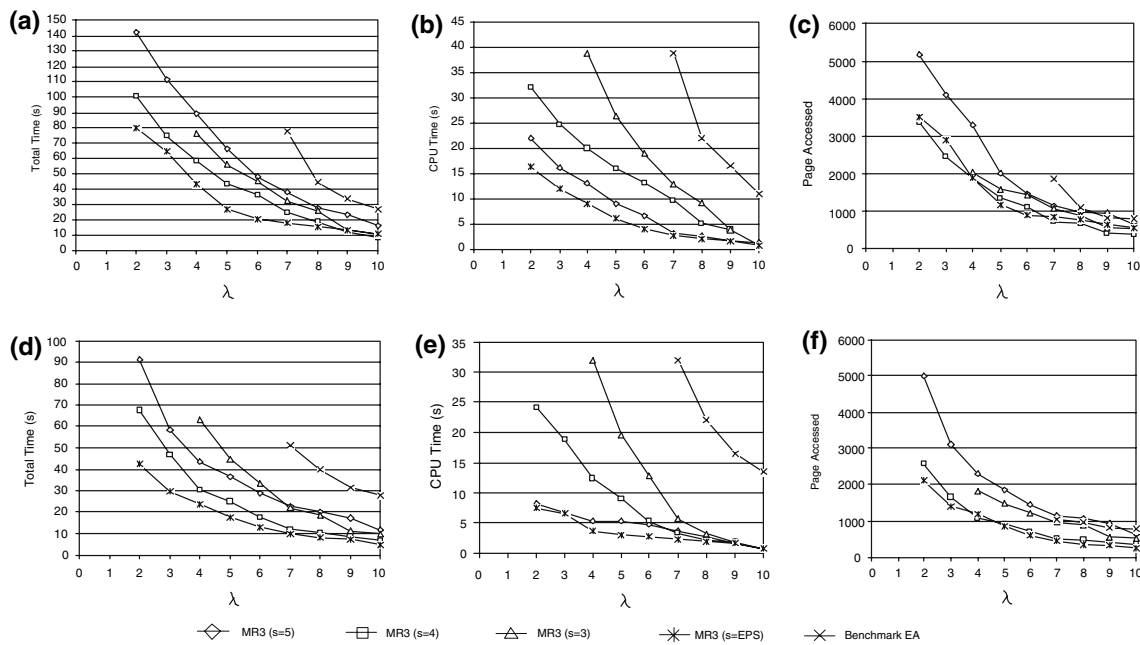 (a)
Total Time (s)
150
140
130
120
110
100
90
80
70
60
50
40
30
20
10
0
0 1 2 3 4 5 6 7 8 9 10
λ
(b)
CPU Time (s)
45
40
35
30
25
20
15
10
5
0
0 1 2 3 4 5 6 7 8 9 10
λ
(c)
Page Accessed
6000
5000
4000
3000
2000
1000
0
0 1 2 3 4 5 6 7 8 9 10
λ
(d)
Total Time (s)
100
90
80
70
60
50
40
30
20
10
0
0 1 2 3 4 5 6 7 8 9 10
λ
(e)
CPU Time (s)
35
30
25
20
15
10
5
0
0 1 2 3 4 5 6 7 8 9 10
λ
(f)
Page Accessed
6000
5000
4000
3000
2000
1000
0
0 1 2 3 4 5 6 7 8 9 10
λ
MR3 (s=5) MR3 (s=4) MR3 (s=3) MR3 (s=EPS) Benchmark EA